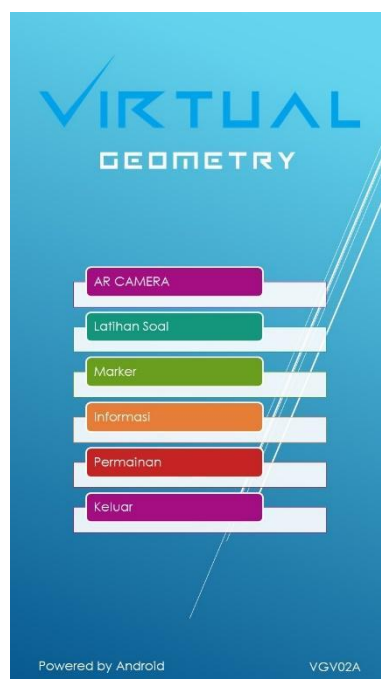 VIRTUAL
GEOMETRY
AR CAMERA
Latihan Soal
Marker
Informasi
Permainan
Keluar
Powered by Android VGV02A